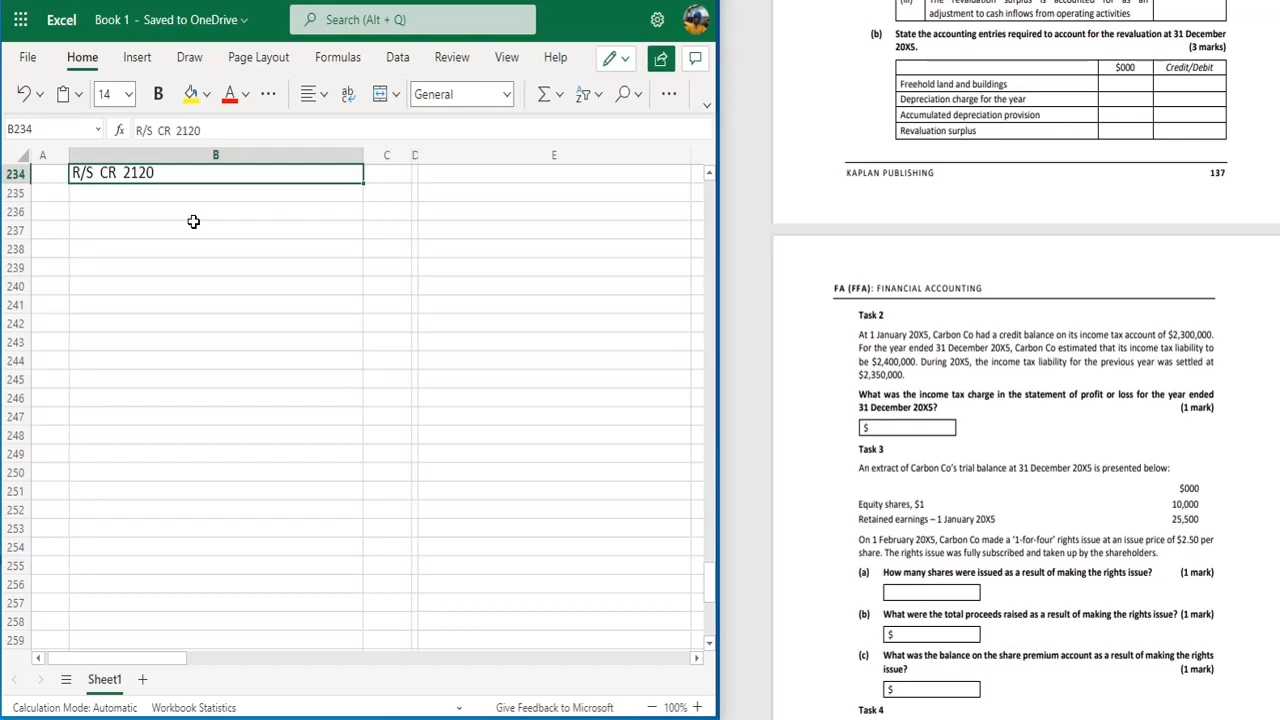 Excel Book 1 - Saved to OneDrive Search (Alt + Q)
File Home Insert Draw Page Layout Formulas Data Review View Help
14 B A General
B234 fx R/S CR 2120
A B C D E
234 R/S CR 2120
235
236
237
238
239
240
241
242
243
244
245
246
247
248
249
250
251
252
253
254
255
256
257
258
259
Sheet1
Calculation Mode: Automatic Workbook Statistics Give Feedback to Microsoft 100%
adjustment to cash inflows from operating activities
(b) State the accounting entries required to account for the revaluation at 31 December
20X5. (3 marks)
$000 Credit/Debit
Freehold land and buildings
Depreciation charge for the year
Accumulated depreciation provision
Revaluation surplus
KAPLAN PUBLISHING 137
FA (FFA): FINANCIAL ACCOUNTING
Task 2
At 1 January 20X5, Carbon Co had a credit balance on its income tax account of $2,300,000.
For the year ended 31 December 20X5, Carbon Co estimated that its income tax liability to
be $2,400,000. During 20X5, the income tax liability for the previous year was settled at
$2,350,000.
What was the income tax charge in the statement of profit or loss for the year ended
31 December 20X5? (1 mark)
$
Task 3
An extract of Carbon Co's trial balance at 31 December 20X5 is presented below:
$000
Equity shares, $1 10,000
Retained earnings – 1 January 20X5 25,500
On 1 February 20X5, Carbon Co made a '1-for-four' rights issue at an issue price of $2.50 per
share. The rights issue was fully subscribed and taken up by the shareholders.
(a) How many shares were issued as a result of making the rights issue? (1 mark)
(b) What were the total proceeds raised as a result of making the rights issue? (1 mark)
$
(c) What was the balance on the share premium account as a result of making the rights
issue? (1 mark)
$
Task 4